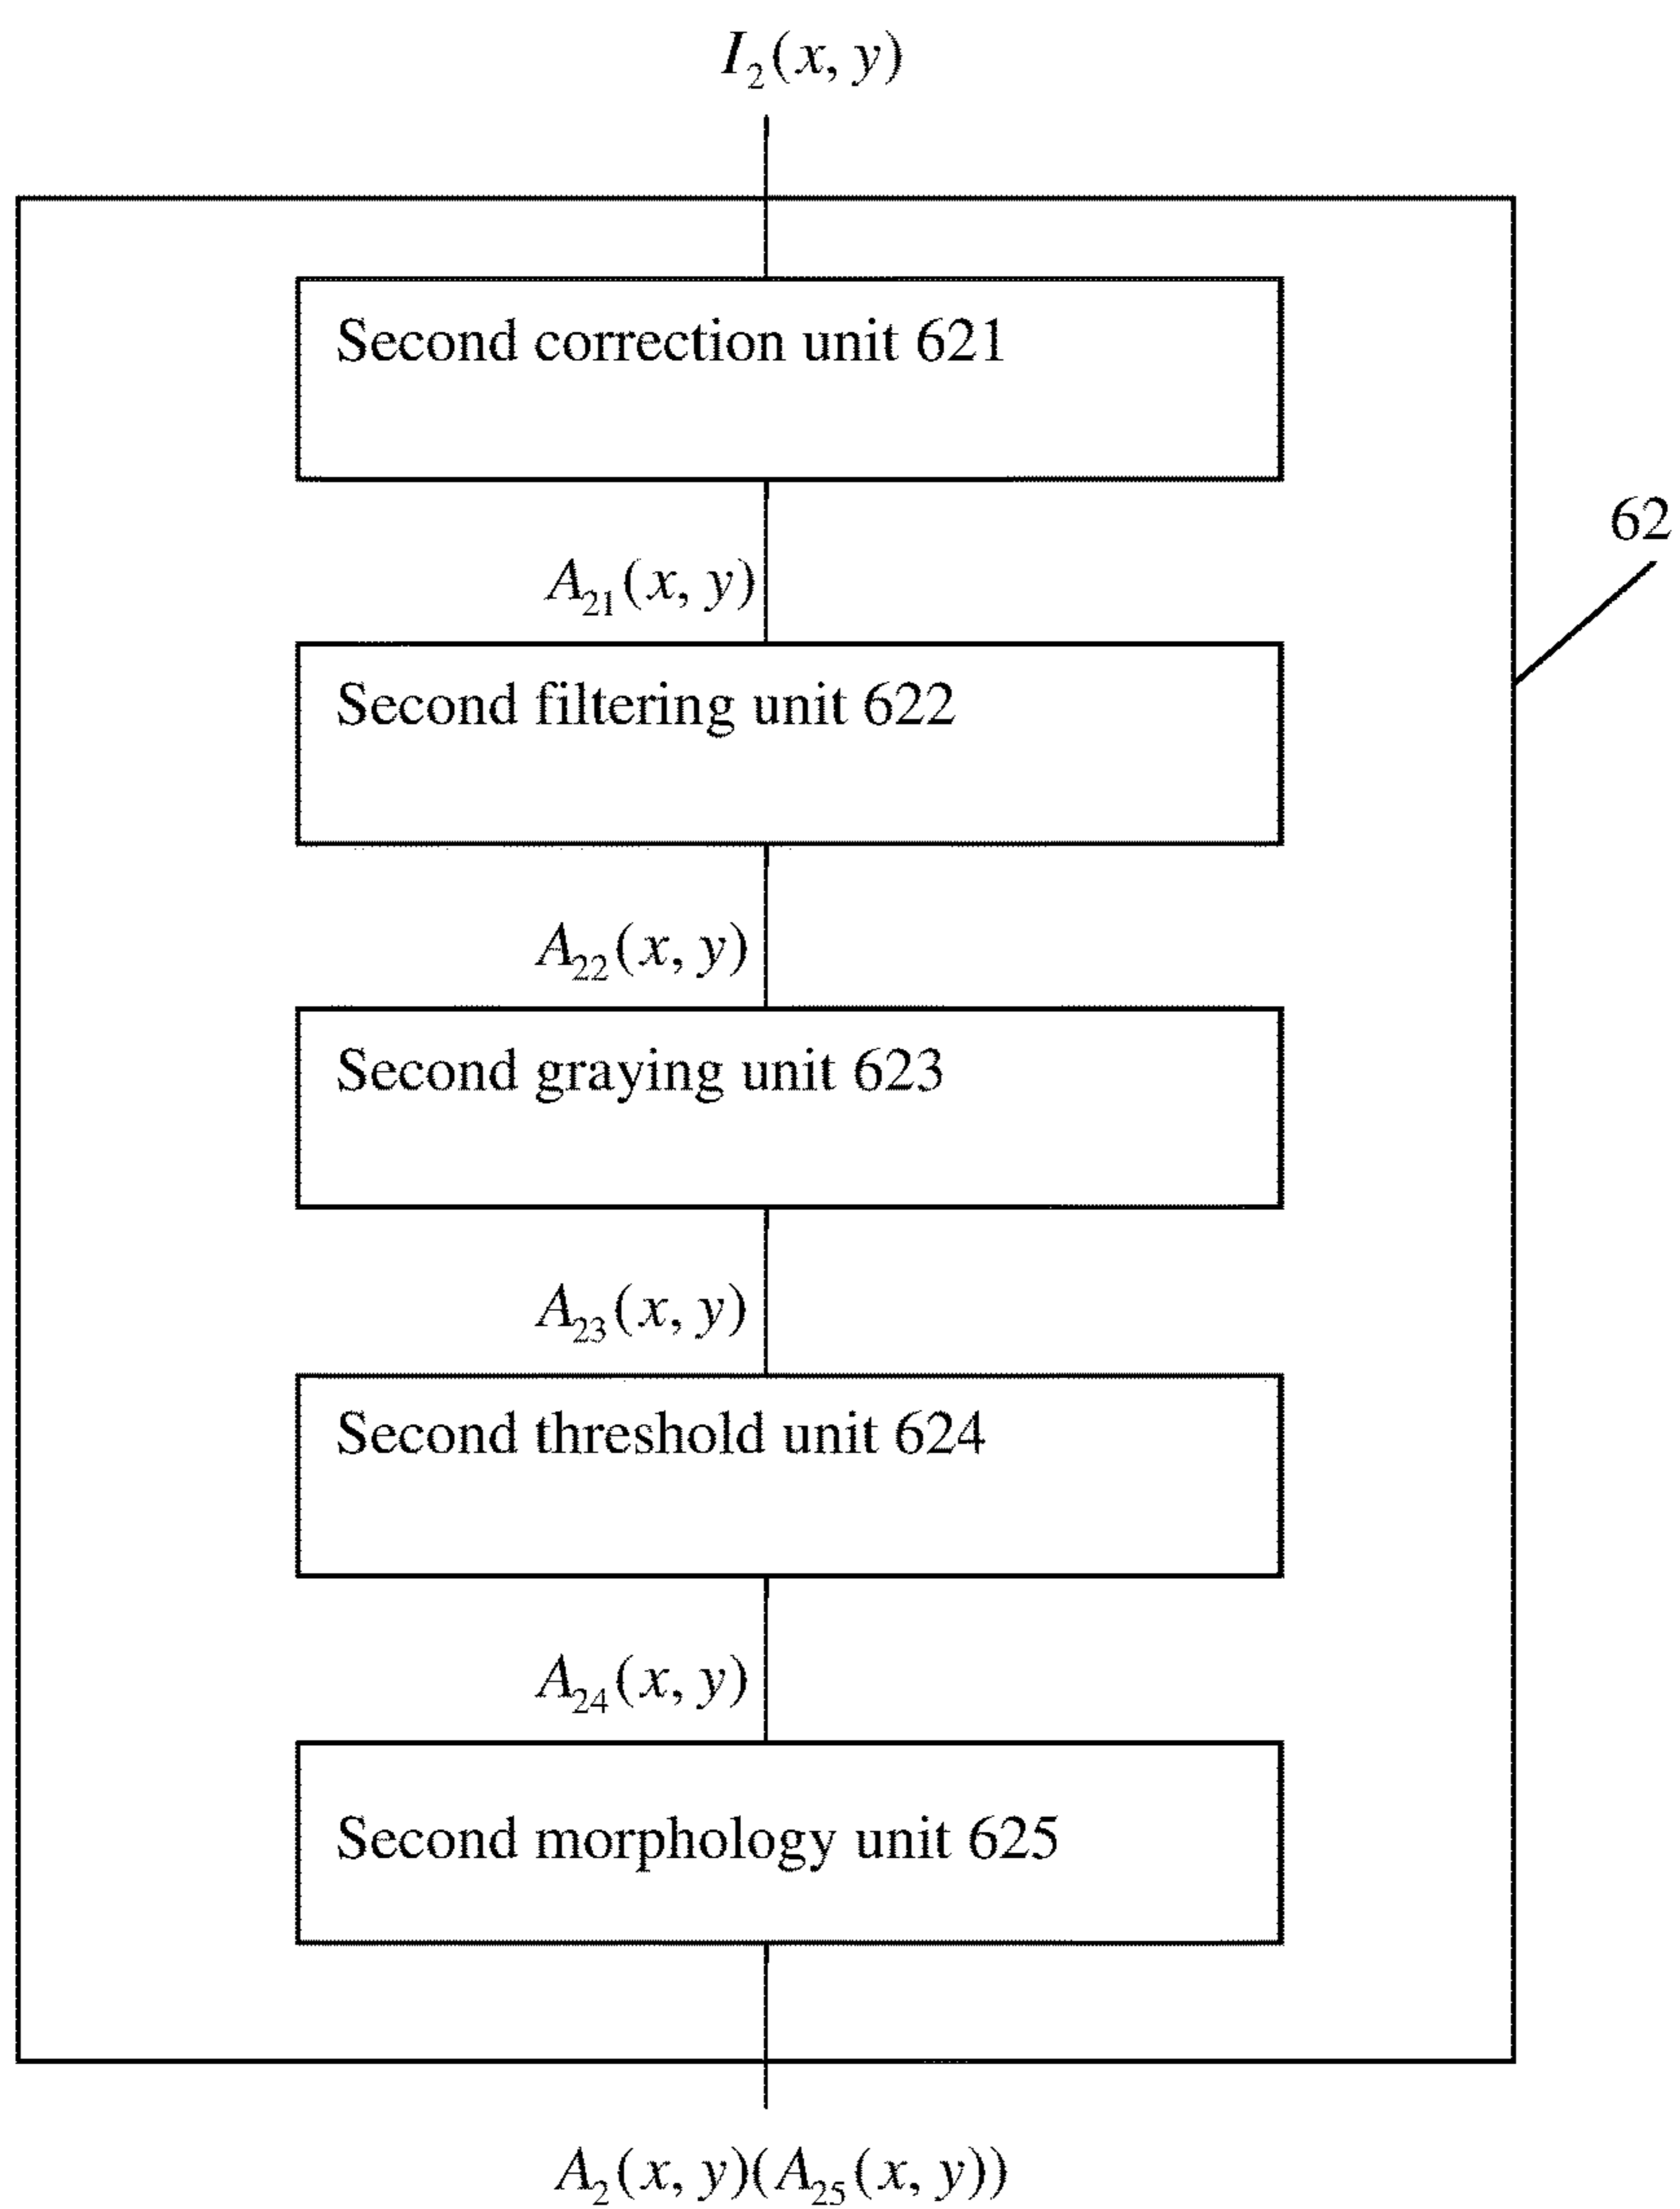 I₂(x, y)
Second correction unit 621
62
A₂₁(x, y)
Second filtering unit 622
A₂₂(x, y)
Second graying unit 623
A₂₃(x, y)
Second threshold unit 624
A₂₄(x, y)
Second morphology unit 625
A₂(x, y)(A₂₅(x, y))